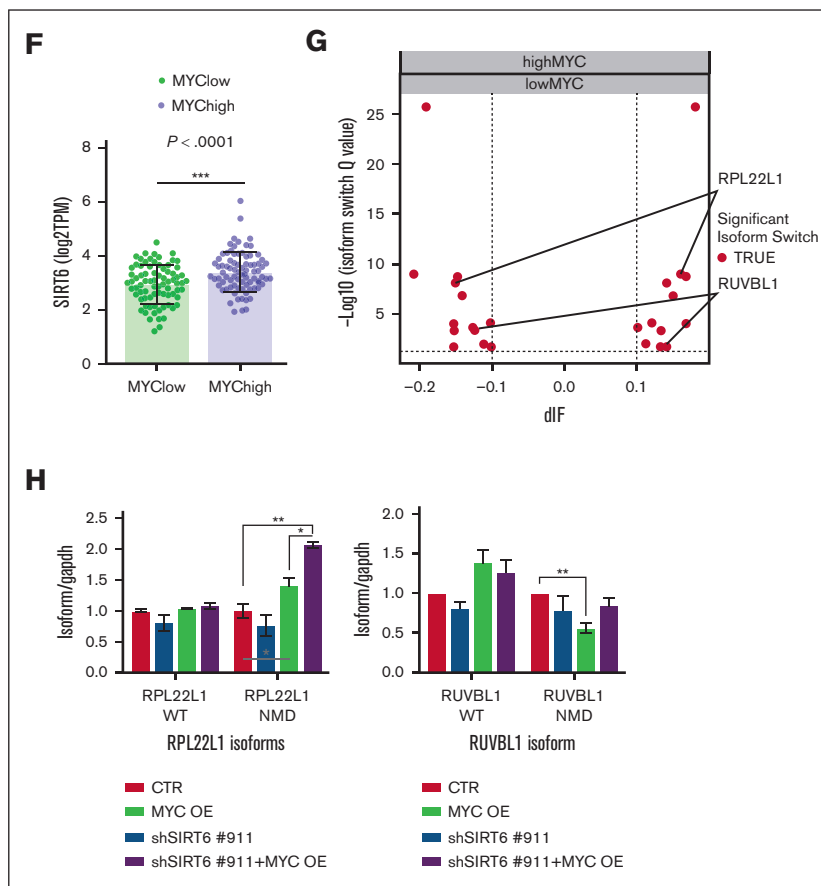 F
MYClow
MYChigh
P < .0001
***
SIRT6 (log2TPM)
8
6
4
2
0
MYClow
MYChigh
G
highMYC
lowMYC
–Log10 (isoform switch Q value)
25
20
15
10
5
–0.2
–0.1
0.0
0.1
dIF
RPL22L1
Significant
Isoform Switch
TRUE
RUVBL1
H
Isoform/gapdh
2.5
2.0
1.5
1.0
0.5
0.0
**
*
*
RPL22L1
WT
RPL22L1
NMD
RPL22L1 isoforms
CTR
MYC OE
shSIRT6 #911
shSIRT6 #911+MYC OE
Isoform/gapdh
2.0
1.5
1.0
0.5
0.0
**
RUVBL1
WT
RUVBL1
NMD
RUVBL1 isoform
CTR
MYC OE
shSIRT6 #911
shSIRT6 #911+MYC OE